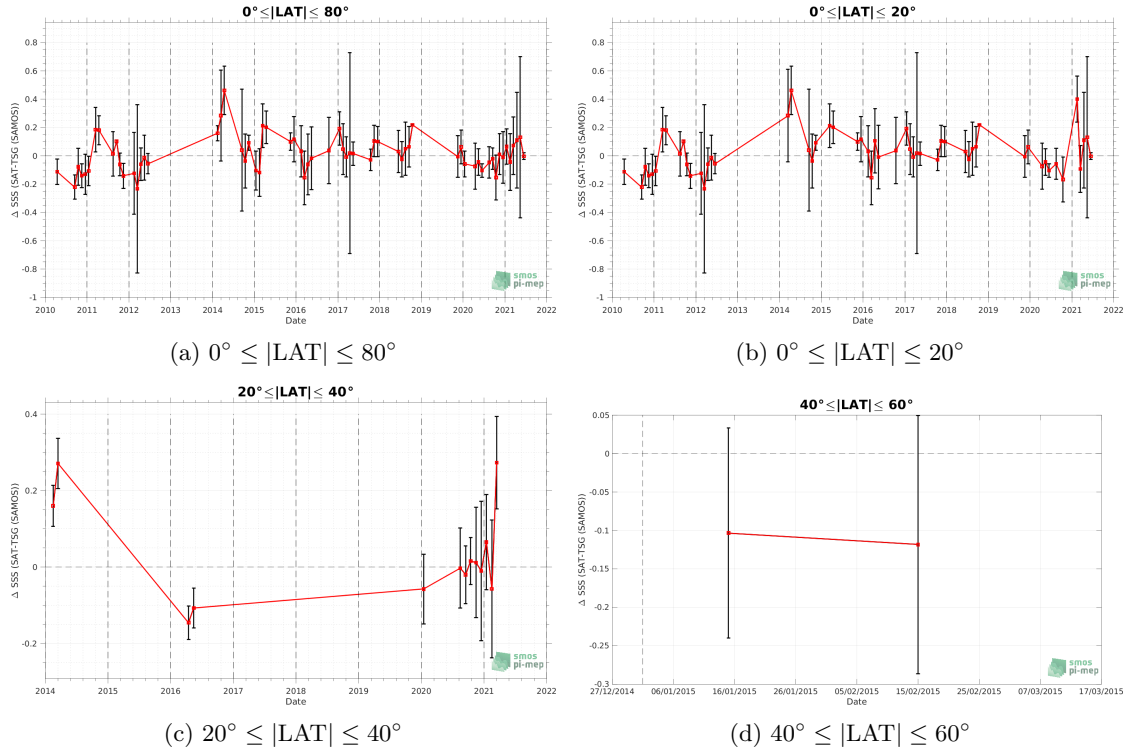 0°≤|LAT|≤ 80°
Δ SSS (SAT-TSG (SAMOS))
0.8
0.6
0.4
0.2
0
-0.2
-0.4
-0.6
-0.8
-1
2010 2011 2012 2013 2014 2015 2016 2017 2018 2019 2020 2021 2022
Date
smos
pi-mep
(a) 0° ≤ |LAT| ≤ 80°
0°≤|LAT|≤ 20°
Δ SSS (SAT-TSG (SAMOS))
0.8
0.6
0.4
0.2
0
-0.2
-0.4
-0.6
-0.8
-1
2010 2011 2012 2013 2014 2015 2016 2017 2018 2019 2020 2021 2022
Date
smos
pi-mep
(b) 0° ≤ |LAT| ≤ 20°
20°≤|LAT|≤ 40°
Δ SSS (SAT-TSG (SAMOS))
0.4
0.2
0
-0.2
2014 2015 2016 2017 2018 2019 2020 2021 2022
Date
smos
pi-mep
(c) 20° ≤ |LAT| ≤ 40°
40°≤|LAT|≤ 60°
Δ SSS (SAT-TSG (SAMOS))
0.05
0
-0.05
-0.1
-0.15
-0.2
-0.25
-0.3
27/12/2014 06/01/2015 16/01/2015 26/01/2015 05/02/2015 15/02/2015 25/02/2015 07/03/2015 17/03/2015
Date
smos
pi-mep
(d) 40° ≤ |LAT| ≤ 60°